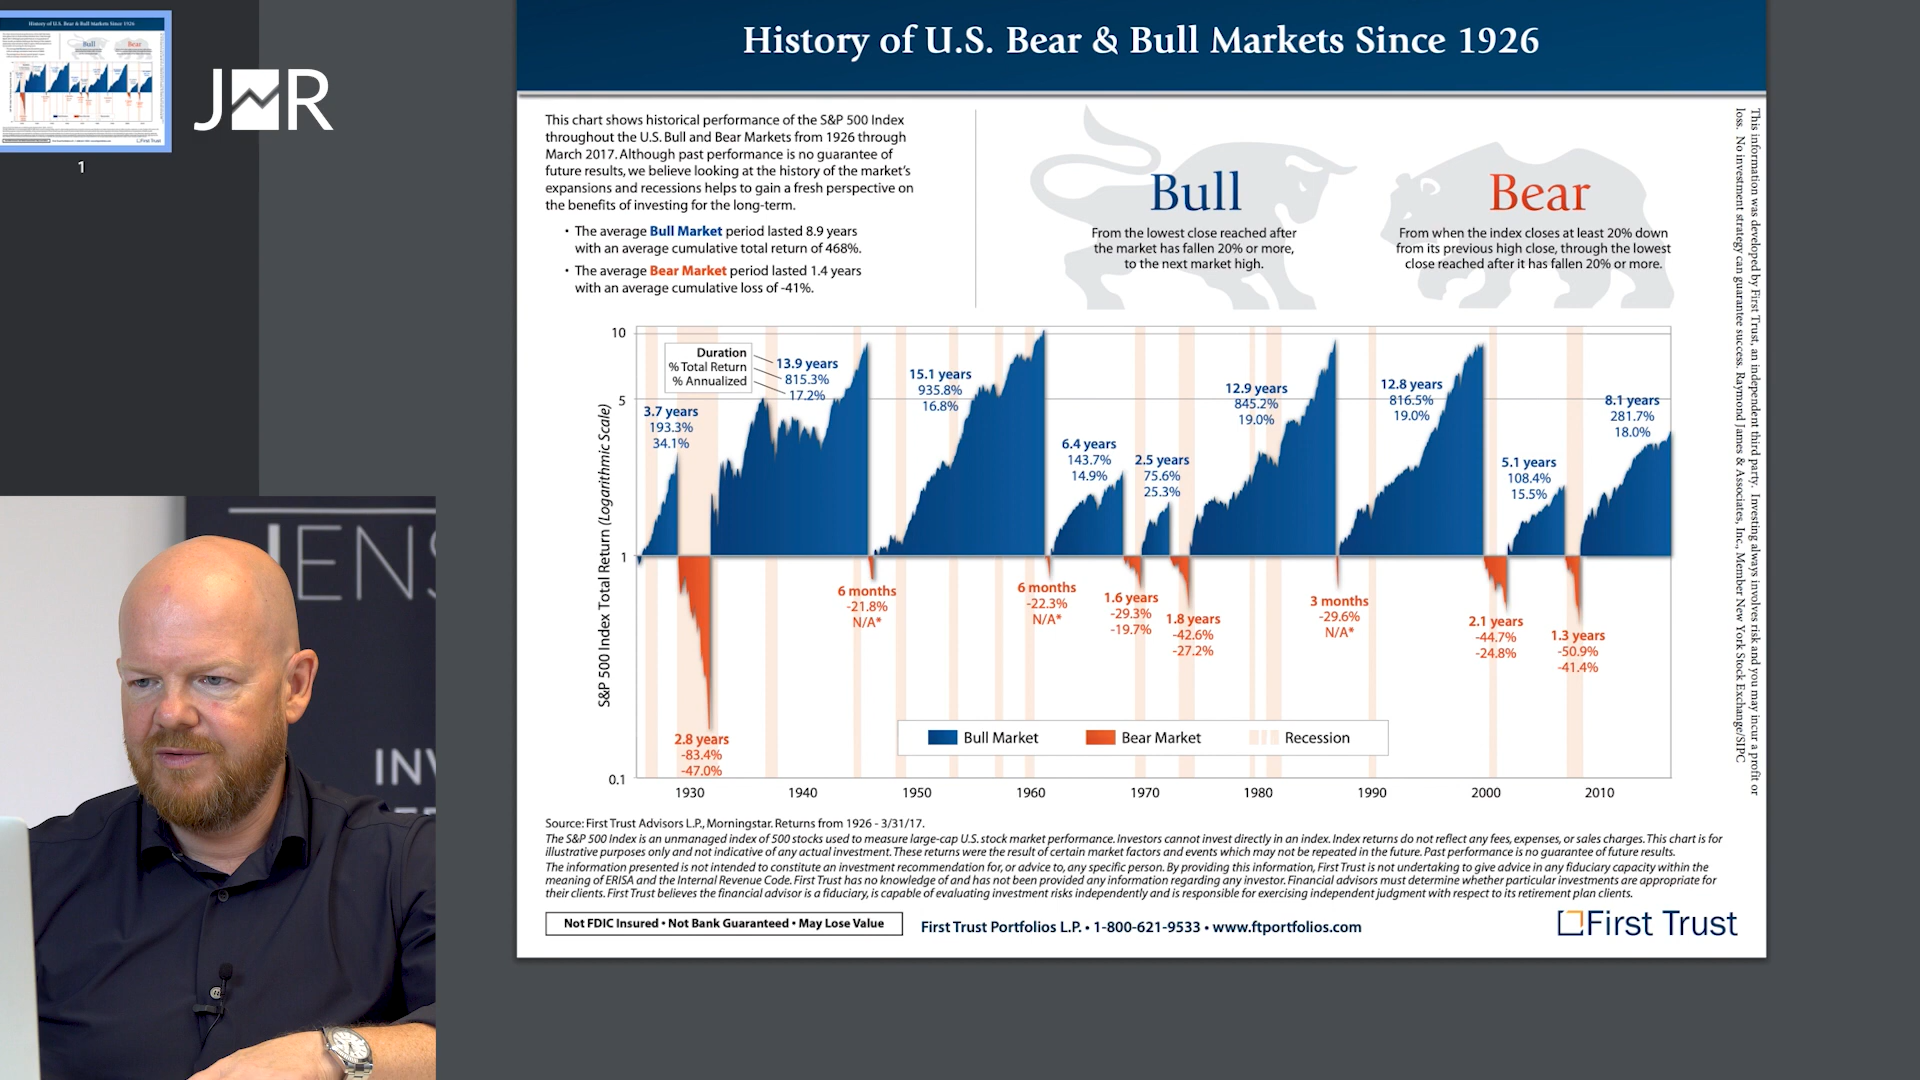 History of U.S. Bear & Bull Markets Since 1926
Bull
Bear
First Trust
1
JMR
History of U.S. Bear & Bull Markets Since 1926
This chart shows historical performance of the S&P 500 Index
throughout the U.S. Bull and Bear Markets from 1926 through
March 2017. Although past performance is no guarantee of
future results, we believe looking at the history of the market's
expansions and recessions helps to gain a fresh perspective on
the benefits of investing for the long-term.
• The average Bull Market period lasted 8.9 years
with an average cumulative total return of 468%.
• The average Bear Market period lasted 1.4 years
with an average cumulative loss of -41%.
Bull
From the lowest close reached after
the market has fallen 20% or more,
to the next market high.
Bear
From when the index closes at least 20% down
from its previous high close, through the lowest
close reached after it has fallen 20% or more.
This information was developed by First Trust, an independent third party. Investing always involves risk and you may incur a profit or
loss. No investment strategy can guarantee success. Raymond James & Associates, Inc., Member New York Stock Exchange/SIPC
S&P 500 Index Total Return (Logarithmic Scale)
10
5
1
0.1
Duration
% Total Return
% Annualized
3.7 years
193.3%
34.1%
13.9 years
815.3%
17.2%
15.1 years
935.8%
16.8%
6.4 years
143.7%
14.9%
2.5 years
75.6%
25.3%
12.9 years
845.2%
19.0%
12.8 years
816.5%
19.0%
5.1 years
108.4%
15.5%
8.1 years
281.7%
18.0%
2.8 years
-83.4%
-47.0%
6 months
-21.8%
N/A*
6 months
-22.3%
N/A*
1.6 years
-29.3%
-19.7%
1.8 years
-42.6%
-27.2%
3 months
-29.6%
N/A*
2.1 years
-44.7%
-24.8%
1.3 years
-50.9%
-41.4%
Bull Market
Bear Market
Recession
1930
1940
1950
1960
1970
1980
1990
2000
2010
Source: First Trust Advisors L.P., Morningstar. Returns from 1926 - 3/31/17.
The S&P 500 Index is an unmanaged index of 500 stocks used to measure large-cap U.S. stock market performance. Investors cannot invest directly in an index. Index returns do not reflect any fees, expenses, or sales charges. This chart is for
illustrative purposes only and not indicative of any actual investment. These returns were the result of certain market factors and events which may not be repeated in the future. Past performance is no guarantee of future results.
The information presented is not intended to constitute an investment recommendation for, or advice to, any specific person. By providing this information, First Trust is not undertaking to give advice in any fiduciary capacity within the
meaning of ERISA and the Internal Revenue Code. First Trust has no knowledge of and has not been provided any information regarding any investor. Financial advisors must determine whether particular investments are appropriate for
their clients. First Trust believes the financial advisor is a fiduciary, is capable of evaluating investment risks independently and is responsible for exercising independent judgment with respect to its retirement plan clients.
Not FDIC Insured • Not Bank Guaranteed • May Lose Value
First Trust Portfolios L.P. • 1-800-621-9533 • www.ftportfolios.com
First Trust
JENS
INV